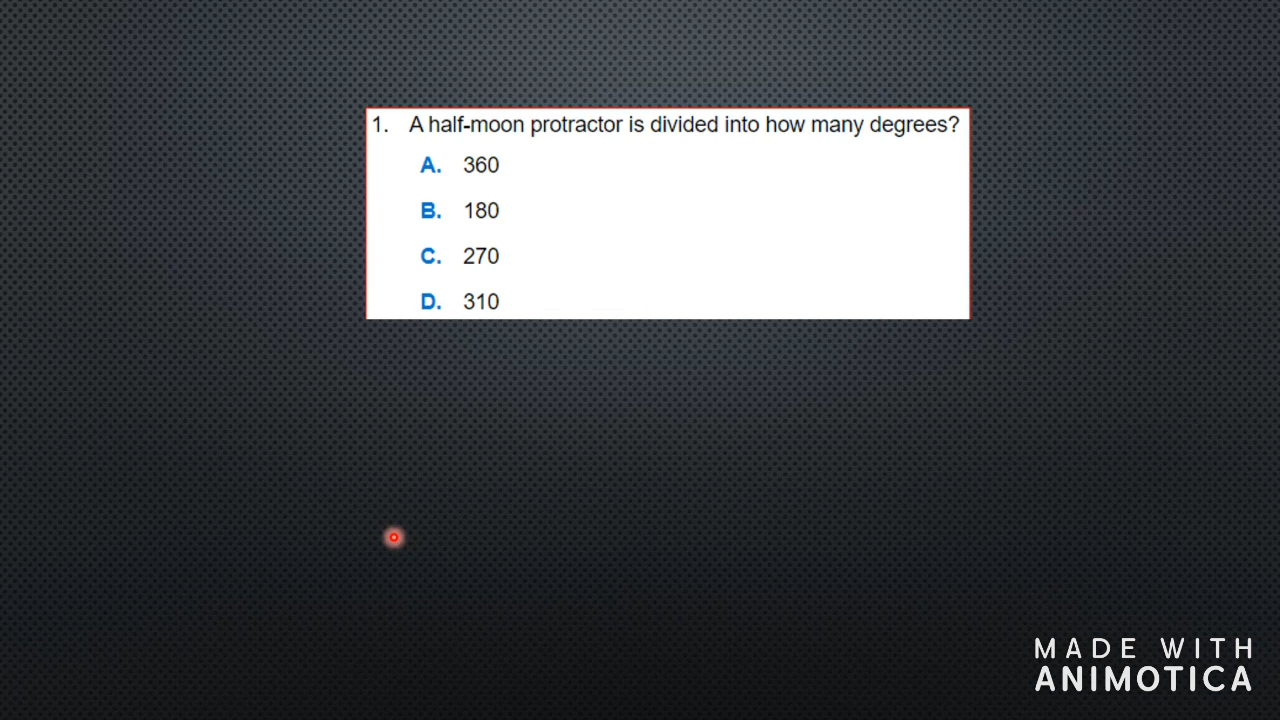 1. A half-moon protractor is divided into how many degrees?
A. 360
B. 180
C. 270
D. 310
MADE WITH
ANIMOTICA